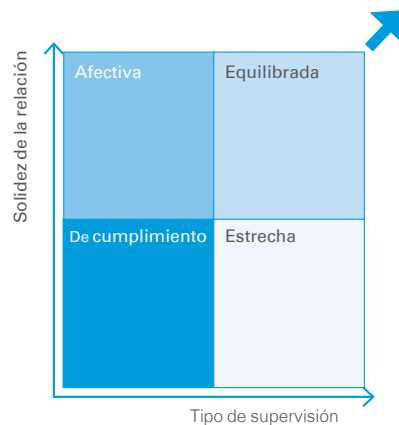 Solidez de la relación
Afectiva
Equilibrada
De cumplimiento
Estrecha
Tipo de supervisión